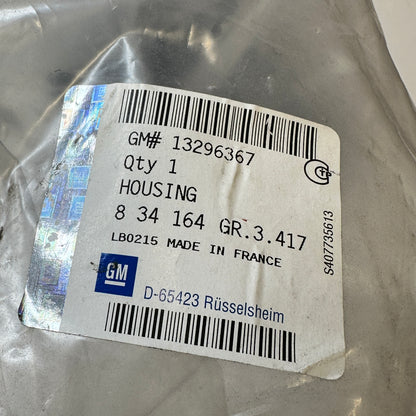 GM# 13296367
Qty 1
HOUSING
8 34 164 GR.3.417
LB0215 MADE IN FRANCE
GM
D-65423 Rüsselsheim
S407735613